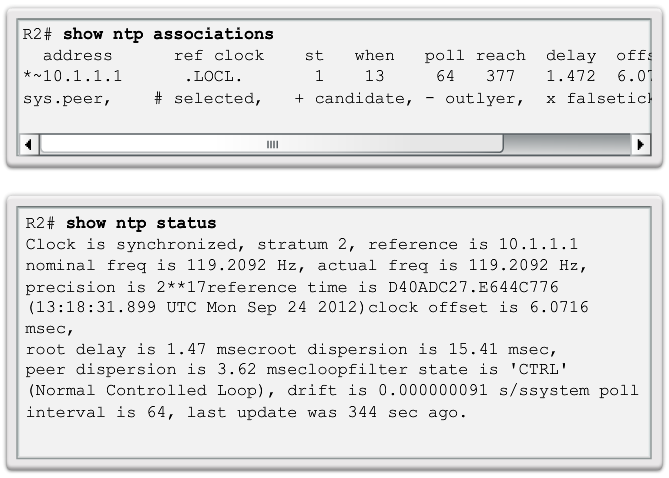 R2# show ntp associations
address ref clock st when poll reach delay offs
*~10.1.1.1 .LOCL. 1 13 64 377 1.472 6.07
sys.peer, # selected, + candidate, - outlyer, x falsetick
R2# show ntp status
Clock is synchronized, stratum 2, reference is 10.1.1.1
nominal freq is 119.2092 Hz, actual freq is 119.2092 Hz,
precision is 2**17reference time is D40ADC27.E644C776
(13:18:31.899 UTC Mon Sep 24 2012)clock offset is 6.0716
msec,
root delay is 1.47 msecroot dispersion is 15.41 msec,
peer dispersion is 3.62 msecloopfilter state is 'CTRL'
(Normal Controlled Loop), drift is 0.000000091 s/ssystem poll
interval is 64, last update was 344 sec ago.